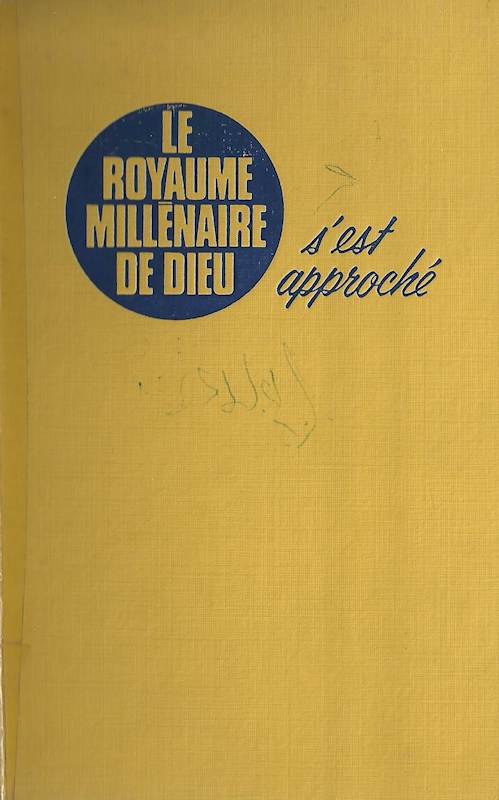 LE
ROYAUME
MILLÉNAIRE
DE DIEU
s'est
approché